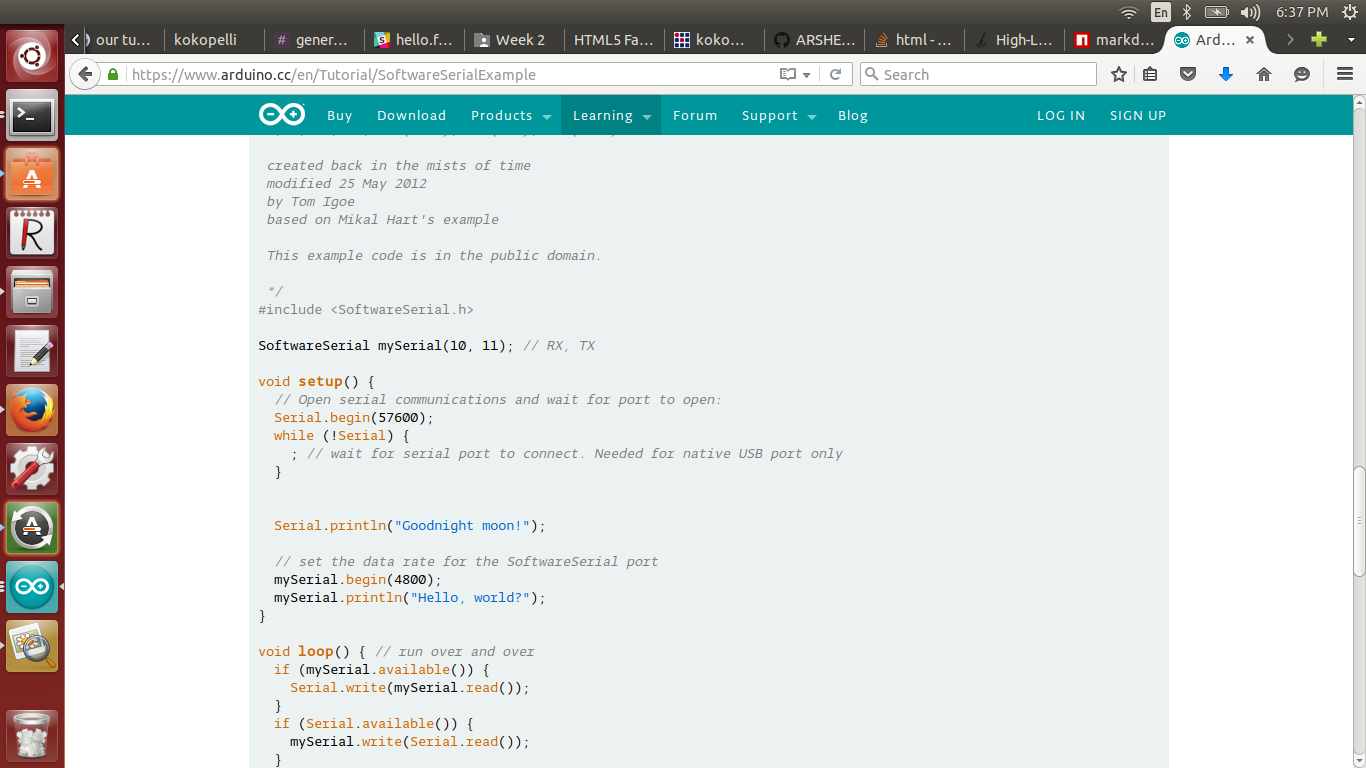 En
6:37 PM
our tu...
kokopelli
# gener...
hello.f...
Week 2
HTML5 Fa...
koko...
ARSHE...
html - ...
High-L...
markd...
Ard...
https://www.arduino.cc/en/Tutorial/SoftwareSerialExample
Search
Buy
Download
Products
Learning
Forum
Support
Blog
LOG IN
SIGN UP
created back in the mists of time
modified 25 May 2012
by Tom Igoe
based on Mikal Hart's example
This example code is in the public domain.
*/
#include <SoftwareSerial.h>
SoftwareSerial mySerial(10, 11); // RX, TX
void setup() {
// Open serial communications and wait for port to open:
Serial.begin(57600);
while (!Serial) {
; // wait for serial port to connect. Needed for native USB port only
}
Serial.println("Goodnight moon!");
// set the data rate for the SoftwareSerial port
mySerial.begin(4800);
mySerial.println("Hello, world?");
}
void loop() { // run over and over
if (mySerial.available()) {
Serial.write(mySerial.read());
}
if (Serial.available()) {
mySerial.write(Serial.read());
}